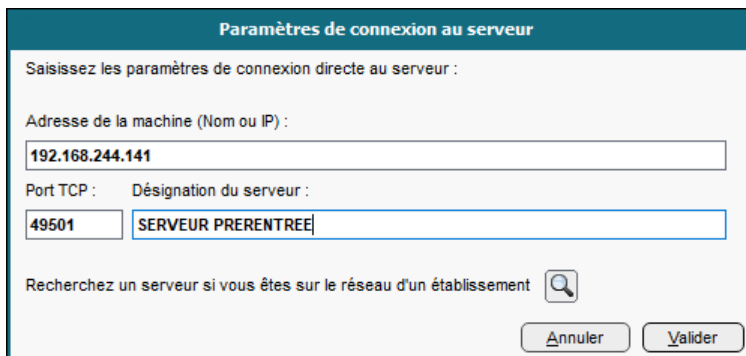 Paramètres de connexion au serveur
Saisissez les paramètres de connexion directe au serveur :
Adresse de la machine (Nom ou IP) :
192.168.244.141
Port TCP : Désignation du serveur :
49501 SERVEUR PRERENTREE
Recherchez un serveur si vous êtes sur le réseau d'un établissement
Annuler Valider